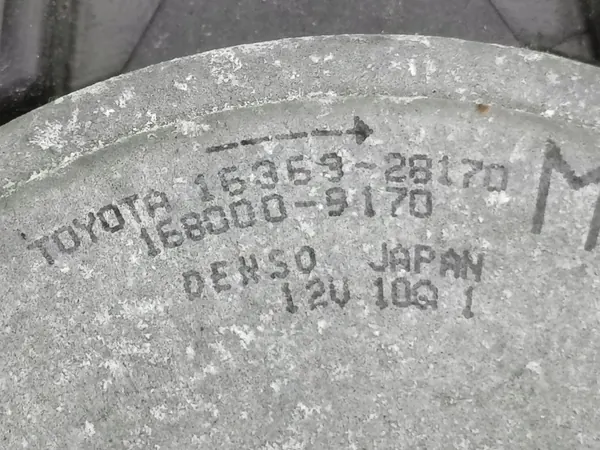 TOYOTA 16363-28170
168000-9170
DENSO JAPAN
12V 10Q 1
M